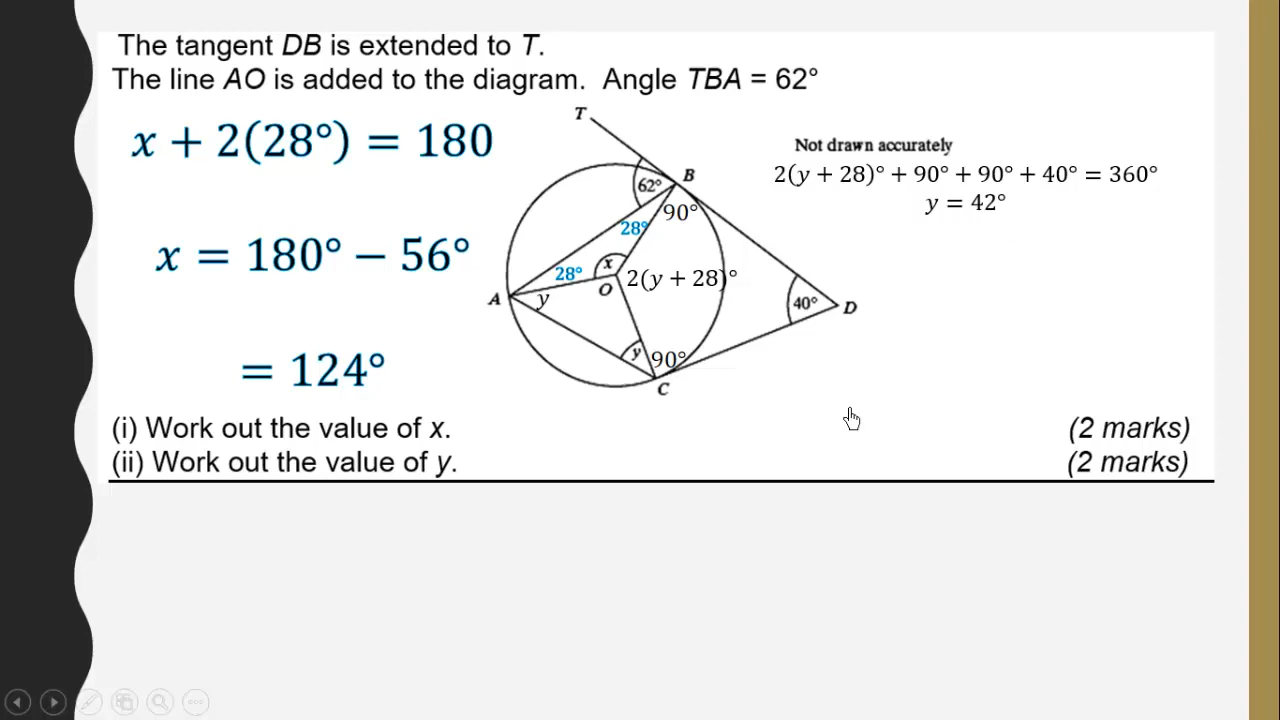 The tangent DB is extended to T.
The line AO is added to the diagram. Angle TBA = 62°
x + 2(28°) = 180
x = 180° − 56°
= 124°
T
B
62°
90°
28°
x
28°
O
2(y + 28)°
A
y
y
90°
C
40°
D
Not drawn accurately
2(y + 28)° + 90° + 90° + 40° = 360°
y = 42°
(i) Work out the value of x. (2 marks)
(ii) Work out the value of y. (2 marks)